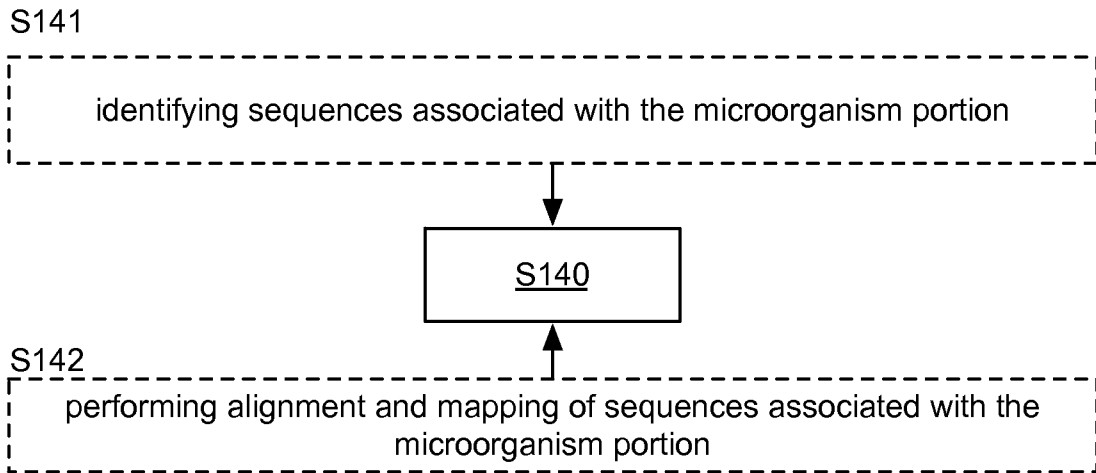 S141
identifying sequences associated with the microorganism portion
S140
S142
performing alignment and mapping of sequences associated with the
microorganism portion